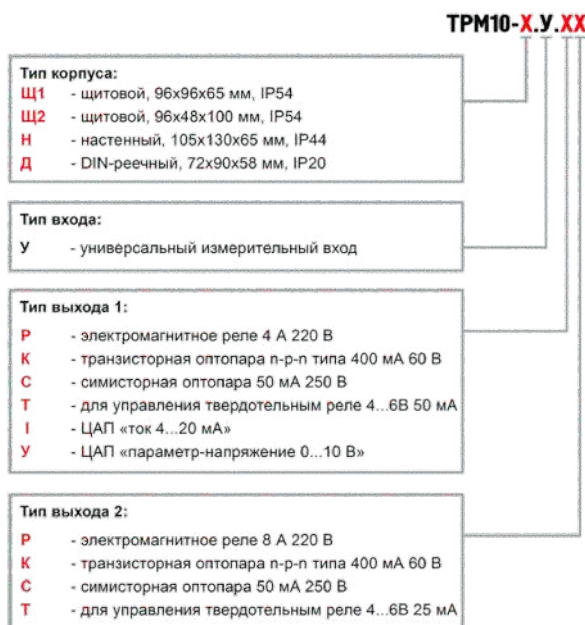 ТРМ10-Х.У.ХХ
Тип корпуса:
Щ1 - щитовой, 96х96х65 мм, IP54
Щ2 - щитовой, 96х48х100 мм, IP54
Н - настенный, 105х130х65 мм, IP44
Д - DIN-реечный, 72х90х58 мм, IP20
Тип входа:
У - универсальный измерительный вход
Тип выхода 1:
Р - электромагнитное реле 4 А 220 В
К - транзисторная оптопара n-p-n типа 400 мА 60 В
С - симисторная оптопара 50 мА 250 В
Т - для управления твердотельным реле 4...6В 50 мА
I - ЦАП «ток 4...20 мА»
У - ЦАП «параметр-напряжение 0...10 В»
Тип выхода 2:
Р - электромагнитное реле 8 А 220 В
К - транзисторная оптопара n-p-n типа 400 мА 60 В
С - симисторная оптопара 50 мА 250 В
Т - для управления твердотельным реле 4...6В 25 мА